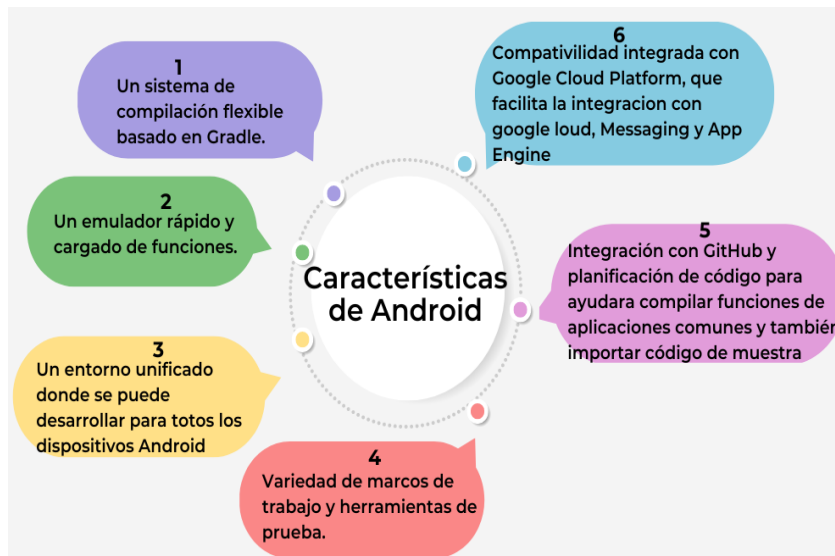 Características
de Android
1
Un sistema de
compilación flexible
basado en Gradle.
2
Un emulador rápido y
cargado de funciones.
3
Un entorno unificado
donde se puede
desarrollar para totos los
dispositivos Android
4
Variedad de marcos de
trabajo y herramientas de
prueba.
5
Integración con GitHub y
planificación de código para
ayudara compilar funciones de
aplicaciones comunes y también
importar código de muestra
6
Compativilidad integrada con
Google Cloud Platform, que
facilita la integracion con
google loud, Messaging y App
Engine